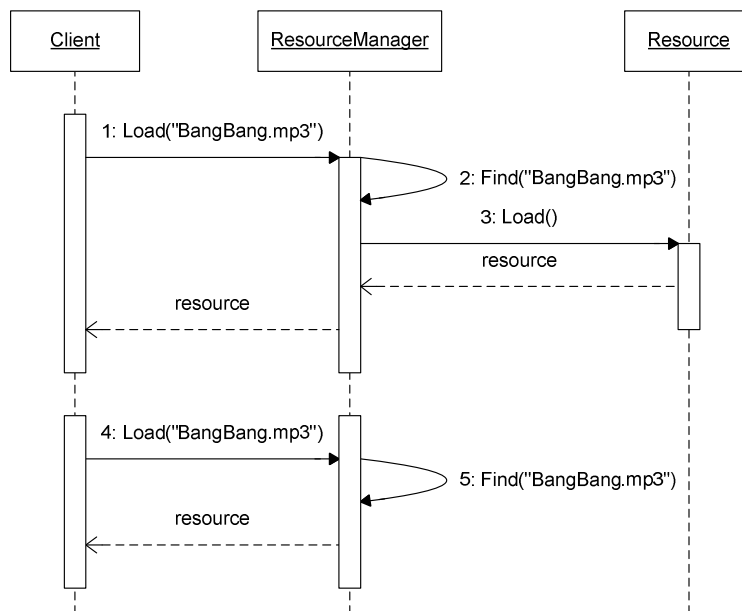 Client
ResourceManager
Resource
1: Load("BangBang.mp3")
2: Find("BangBang.mp3")
3: Load()
resource
resource
4: Load("BangBang.mp3")
5: Find("BangBang.mp3")
resource